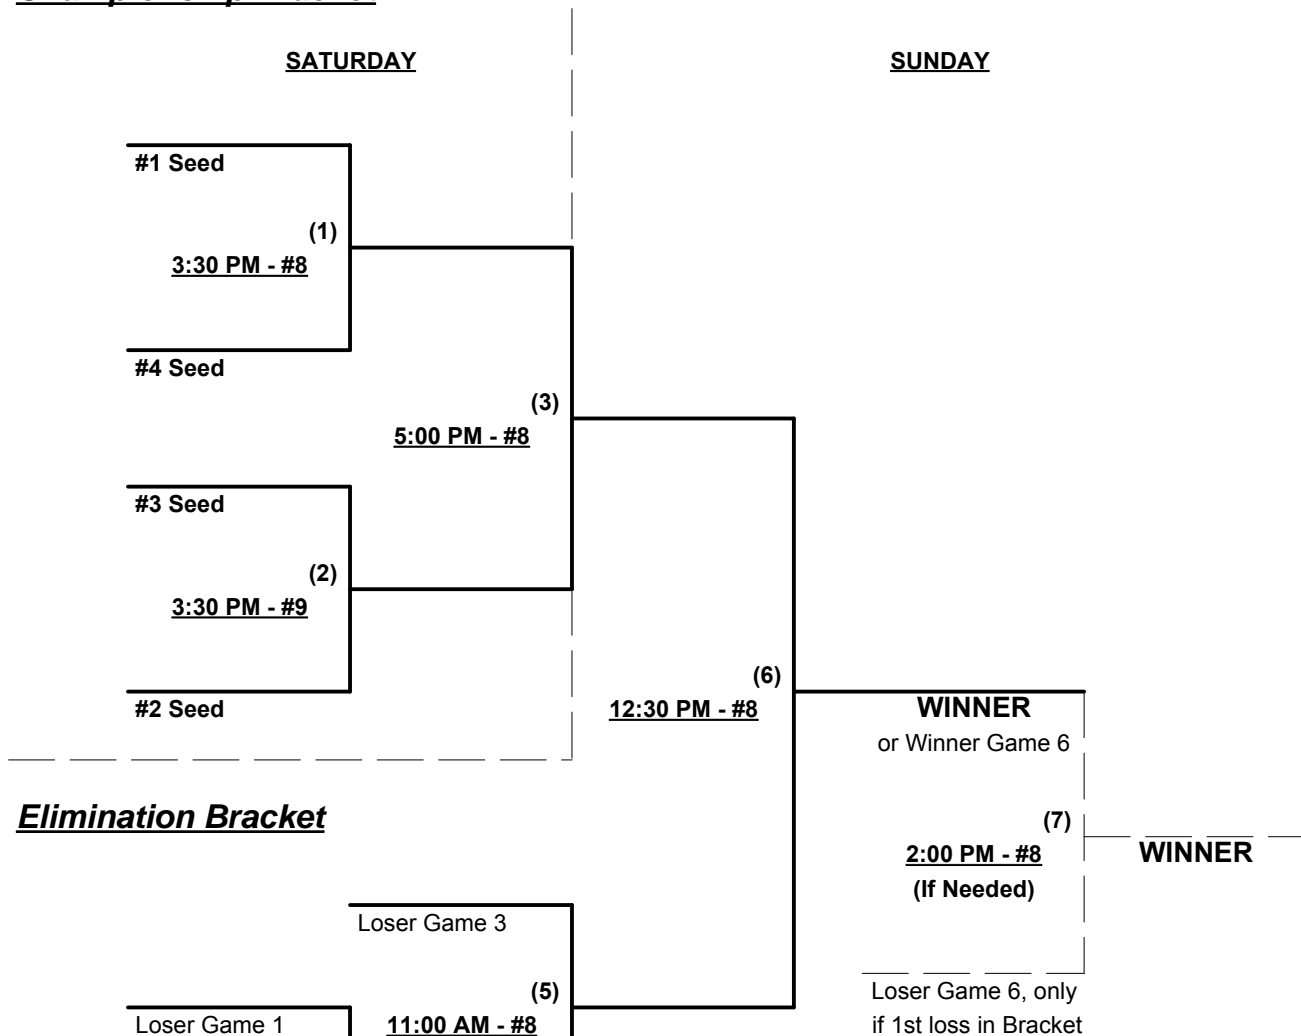 SATURDAY
SUNDAY
#1 Seed
(1)
3:30 PM - #8
#4 Seed
(3)
5:00 PM - #8
#3 Seed
(2)
3:30 PM - #9
#2 Seed
(6)
12:30 PM - #8
WINNER
or Winner Game 6
Elimination Bracket
(7)
2:00 PM - #8
WINNER
(If Needed)
Loser Game 3
(5)
Loser Game 6, only
Loser Game 1
11:00 AM - #8
if 1st loss in Bracket